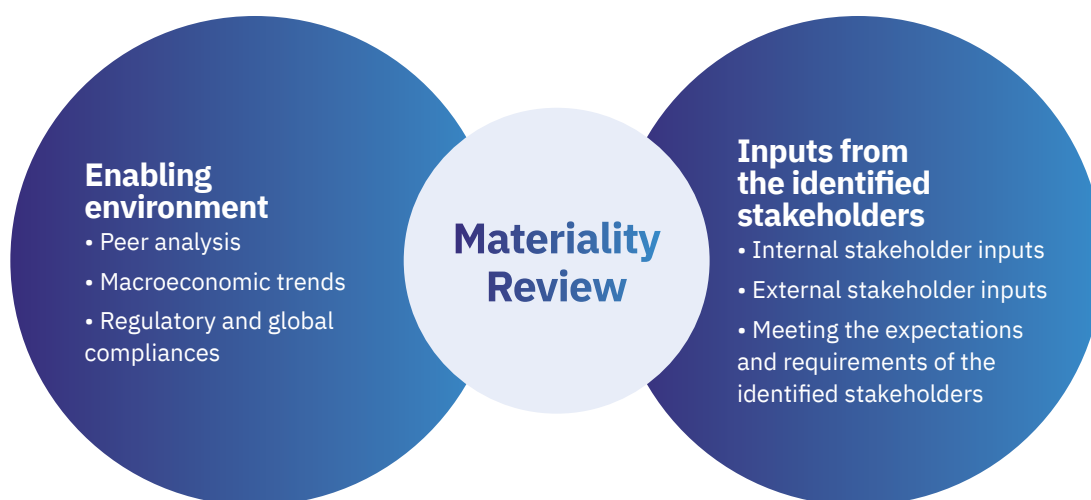 Enabling
environment
• Peer analysis
• Macroeconomic trends
• Regulatory and global
compliances
Materiality
Review
Inputs from
the identified
stakeholders
• Internal stakeholder inputs
• External stakeholder inputs
• Meeting the expectations
and requirements of the
identified stakeholders